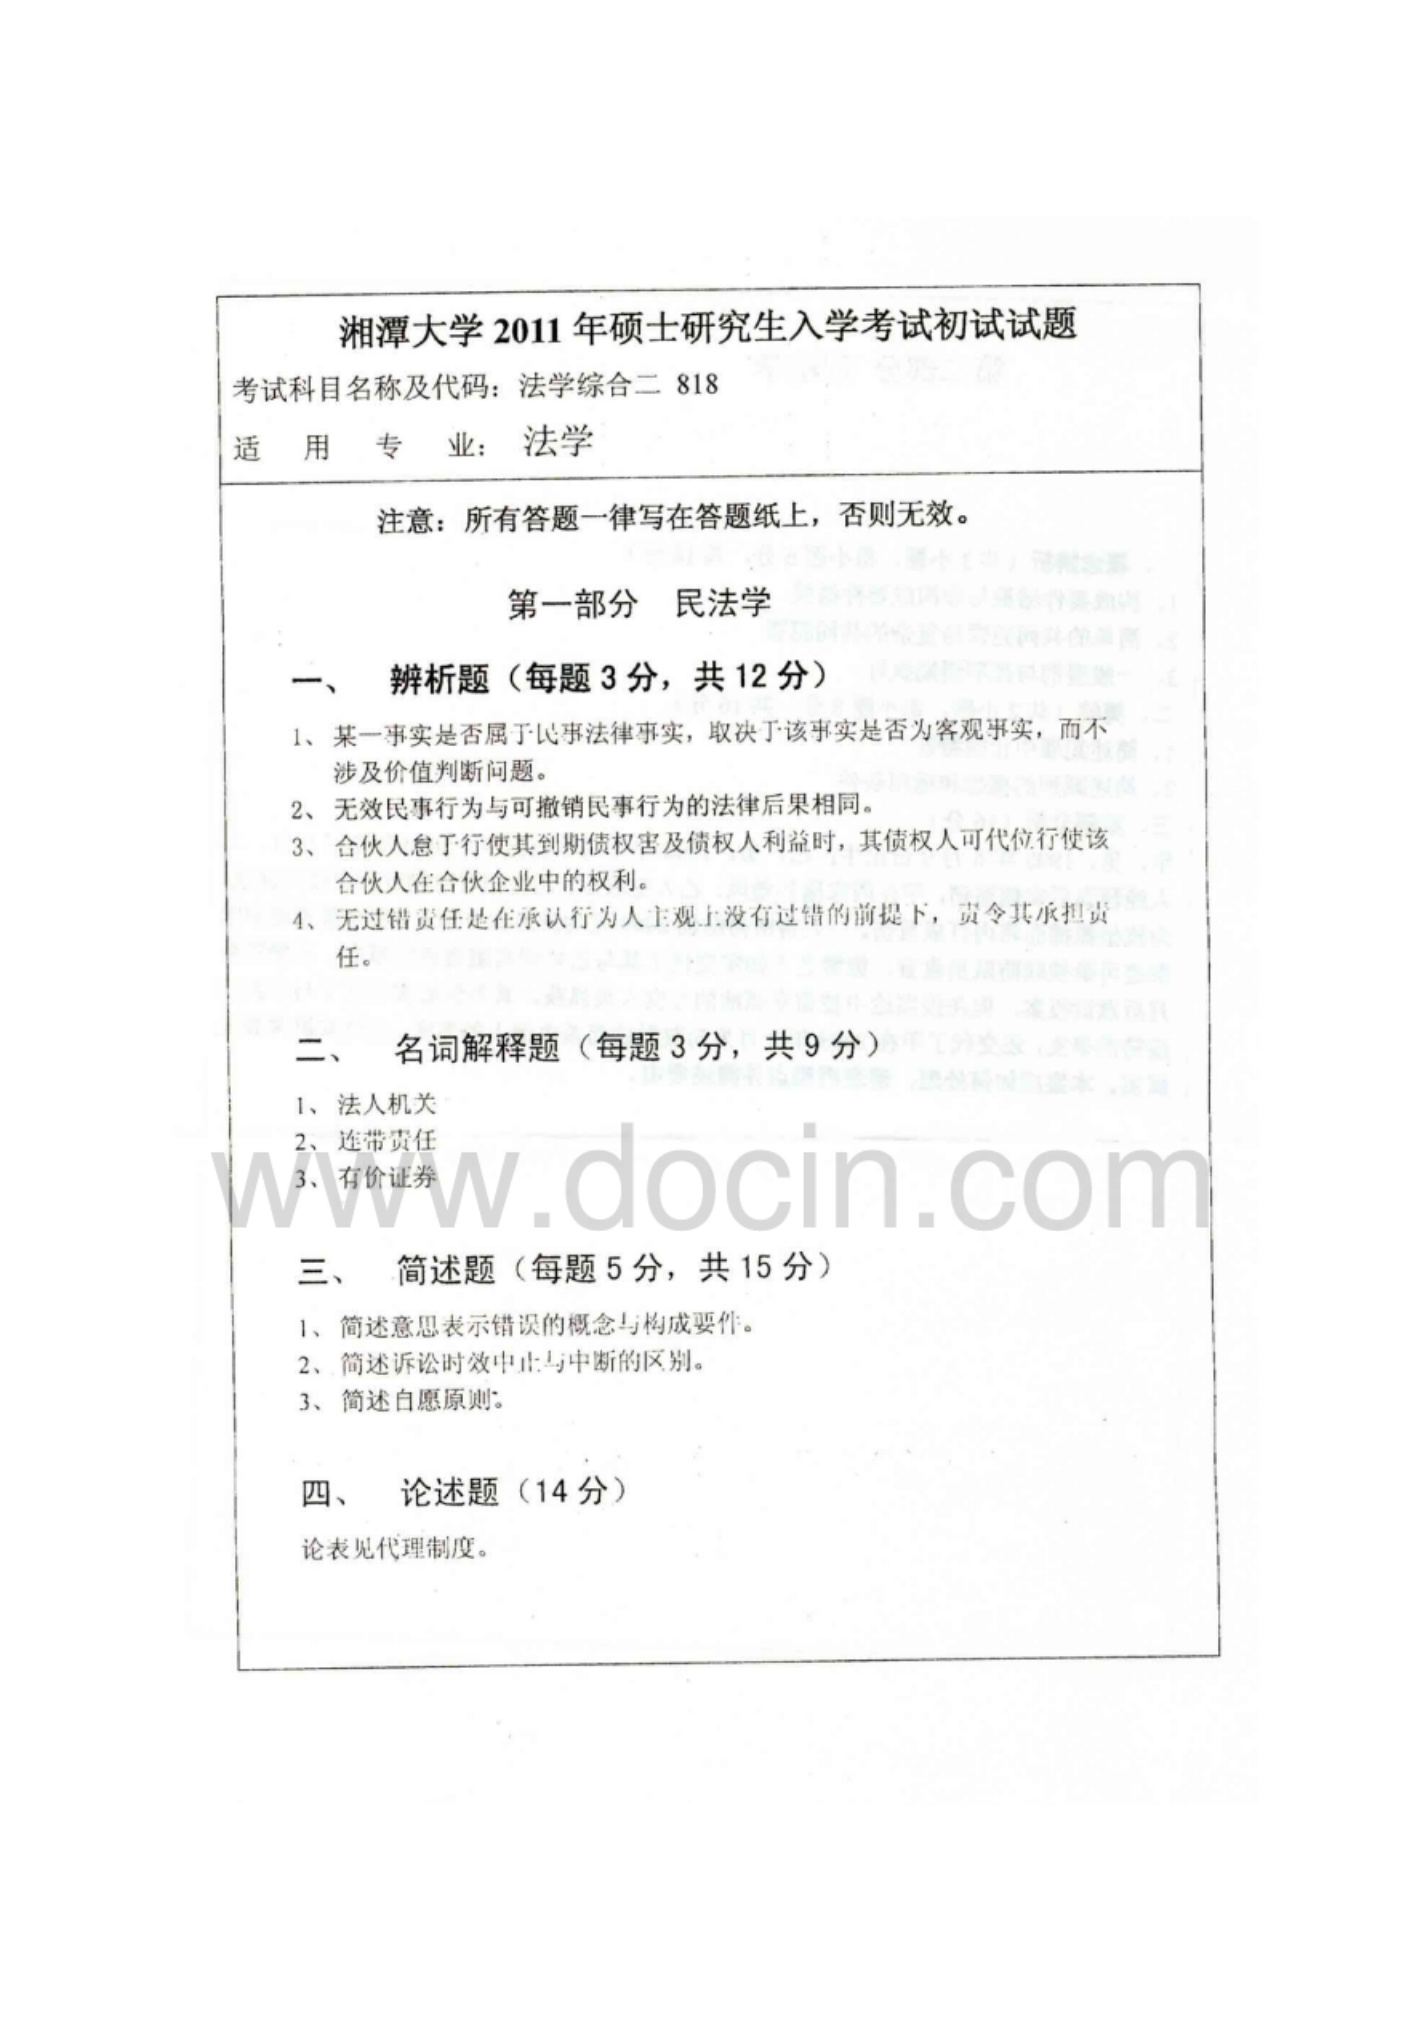 湘潭大学 2011 年硕士研究生入学考试初试试题
考试科目名称及代码：法学综合二 818
适 用 专 业：法学
注意：所有答题一律写在答题纸上，否则无效。
第一部分 民法学
一、 辨析题（每题 3 分，共 12 分）
1、某一事实是否属于民事法律事实，取决于该事实是否为客观事实，而不
涉及价值判断问题。
2、无效民事行为与可撤销民事行为的法律后果相同。
3、合伙人怠于行使其到期债权害及债权人利益时，其债权人可代位行使该
合伙人在合伙企业中的权利。
4、无过错责任是在承认行为人主观上没有过错的前提下，责令其承担责
任。
二、 名词解释题（每题 3 分，共 9 分）
1、法人机关
2、连带责任
3、有价证券
www.docin.com
三、 简述题（每题 5 分，共 15 分）
1、简述意思表示错误的概念与构成要件。
2、简述诉讼时效中止与中断的区别。
3、简述自愿原则。
四、 论述题（14 分）
论表见代理制度。